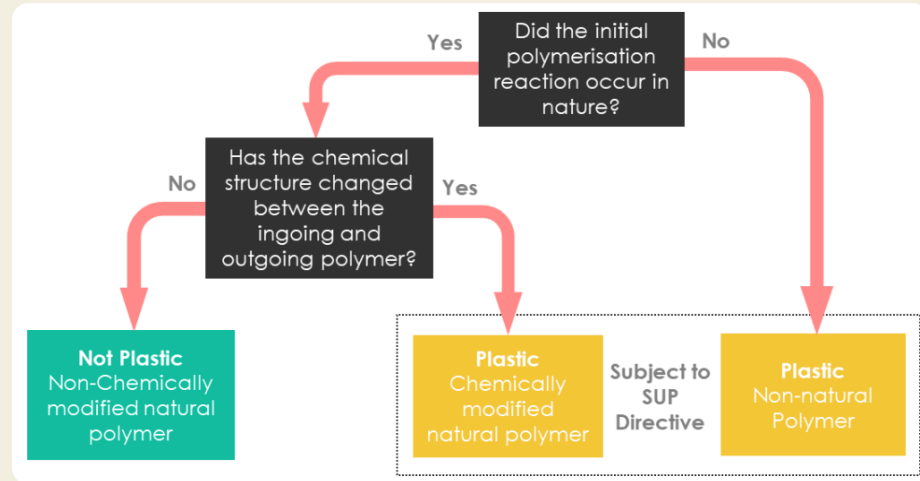 Did the initial
polymerisation
reaction occur in
nature?
Yes
No
Has the chemical
structure changed
between the
ingoing and
outgoing polymer?
No
Yes
Not Plastic
Non-Chemically
modified natural
polymer
Plastic
Chemically
modified
natural polymer
Subject to
SUP
Directive
Plastic
Non-natural
Polymer